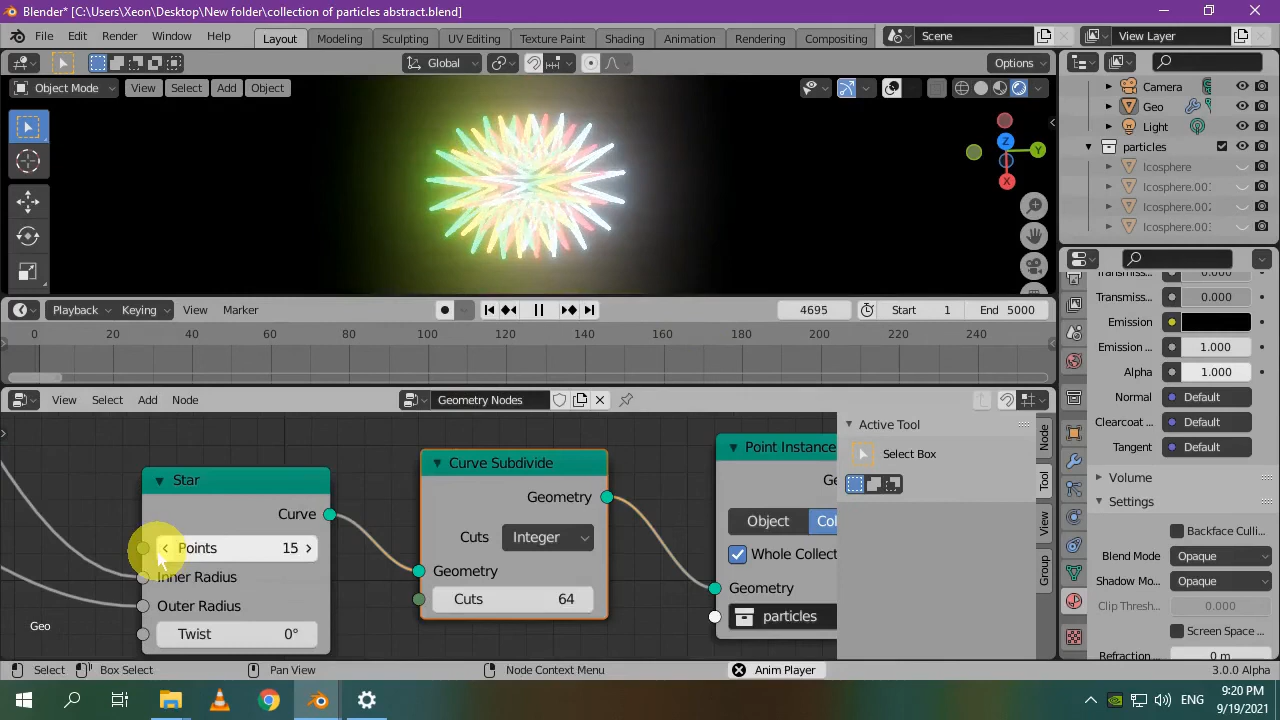 Blender* [C:\Users\Xeon\Desktop\New folder\collection of particles abstract.blend]
File Edit Render Window Help Layout Modeling Sculpting UV Editing Texture Paint Shading Animation Rendering Compositing Scene View Layer
Global Options
Object Mode View Select Add Object
Camera
Geo
Light
particles
Icosphere
Icosphere.00
Icosphere.002
Icosphere.00
Z
Y
X
Playback Keying View Marker 4695 Start 1 End 5000
0 20 40 60 80 100 120 140 160 180 200 220 240
View Select Add Node Geometry Nodes
Transmiss... 0.000
Transmiss... 0.000
Emission
Emission ... 1.000
Alpha 1.000
Normal Default
Clearcoat ... Default
Tangent Default
Volume
Settings
Backface Culli...
Blend Mode Opaque
Shadow Mo... Opaque
Clip Thresh... 0.000
Screen Space ...
Refraction ... 0 m
Star
Curve
Points 15
Inner Radius
Outer Radius
Twist 0°
Geo
Curve Subdivide
Geometry
Cuts Integer
Geometry
Cuts 64
Point Instance
Ge
Object Col
Whole Collect
Geometry
particles
Active Tool
Select Box
Node
Tool
View
Group
Select Box Select Pan View Node Context Menu Anim Player 3.0.0 Alpha
ENG
9:20 PM
9/19/2021